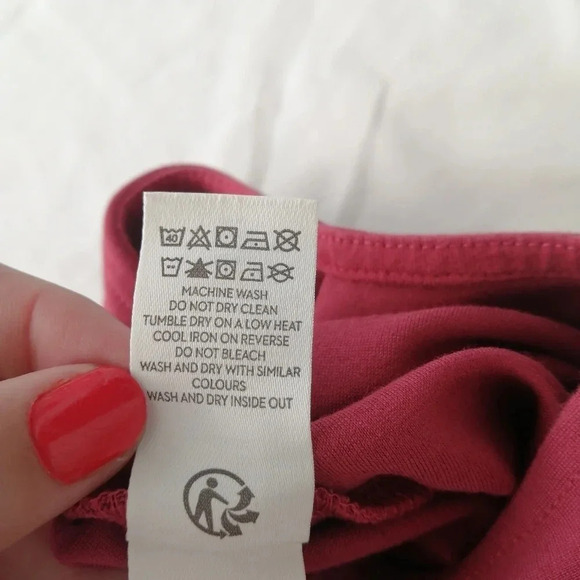 40
MACHINE WASH
DO NOT DRY CLEAN
TUMBLE DRY ON A LOW HEAT
COOL IRON ON REVERSE
DO NOT BLEACH
WASH AND DRY WITH SIMILAR
COLOURS
WASH AND DRY INSIDE OUT